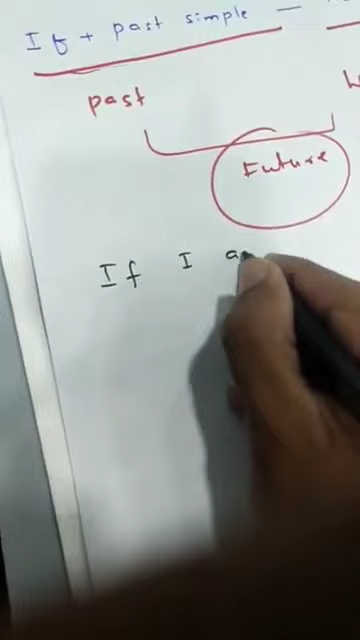 If + past simple —
past
Future
If I a